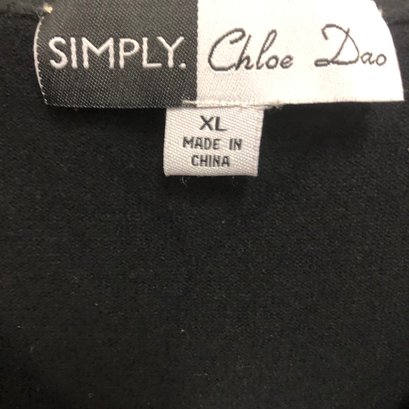 SIMPLY. Chloe Dao
XL
MADE IN
CHINA